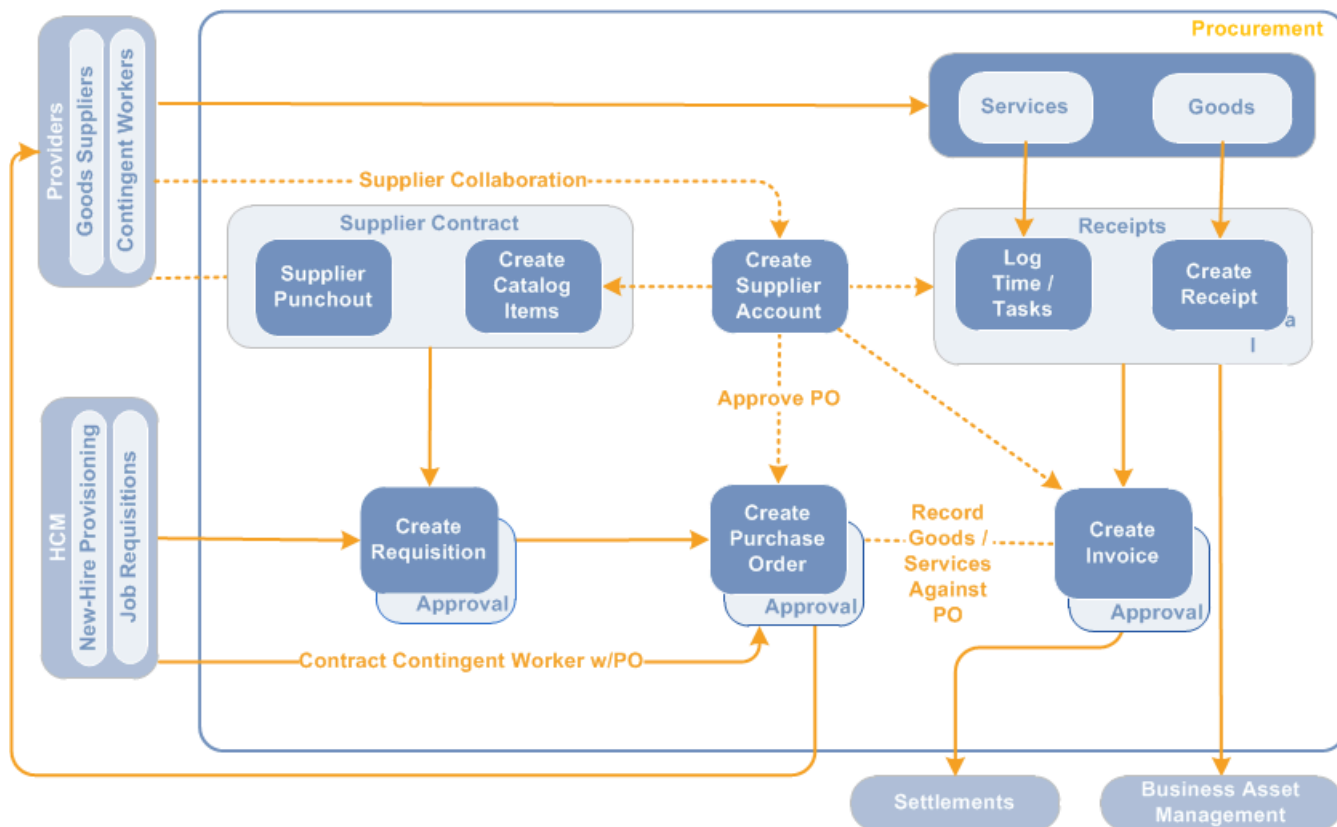 Procurement
Providers
Goods Suppliers
Contingent Workers
Services
Goods
Supplier Collaboration
Supplier Contract
Supplier
Punchout
Create
Catalog
Items
Create
Supplier
Account
Receipts
Log
Time /
Tasks
Create
Receipt
a
l
Approve PO
HCM
New-Hire Provisioning
Job Requisitions
Create
Requisition
Approval
Create
Purchase
Order
Approval
Record
Goods /
Services
Against
PO
Create
Invoice
Approval
Contract Contingent Worker w/PO
Settlements
Business Asset
Management